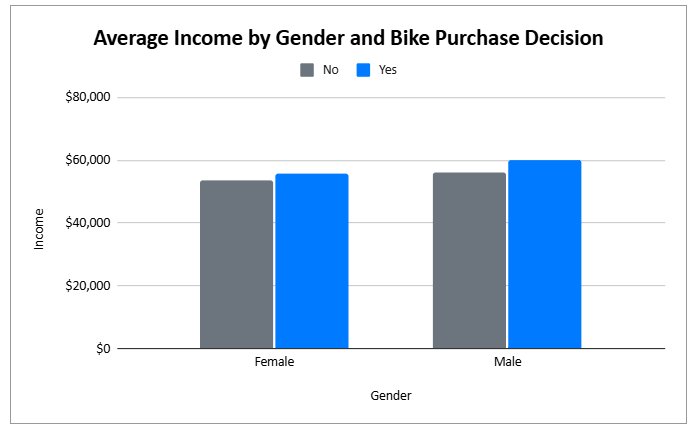 Average Income by Gender and Bike Purchase Decision
No Yes
$80,000
$60,000
$40,000
$20,000
$0
Income
Female Male
Gender